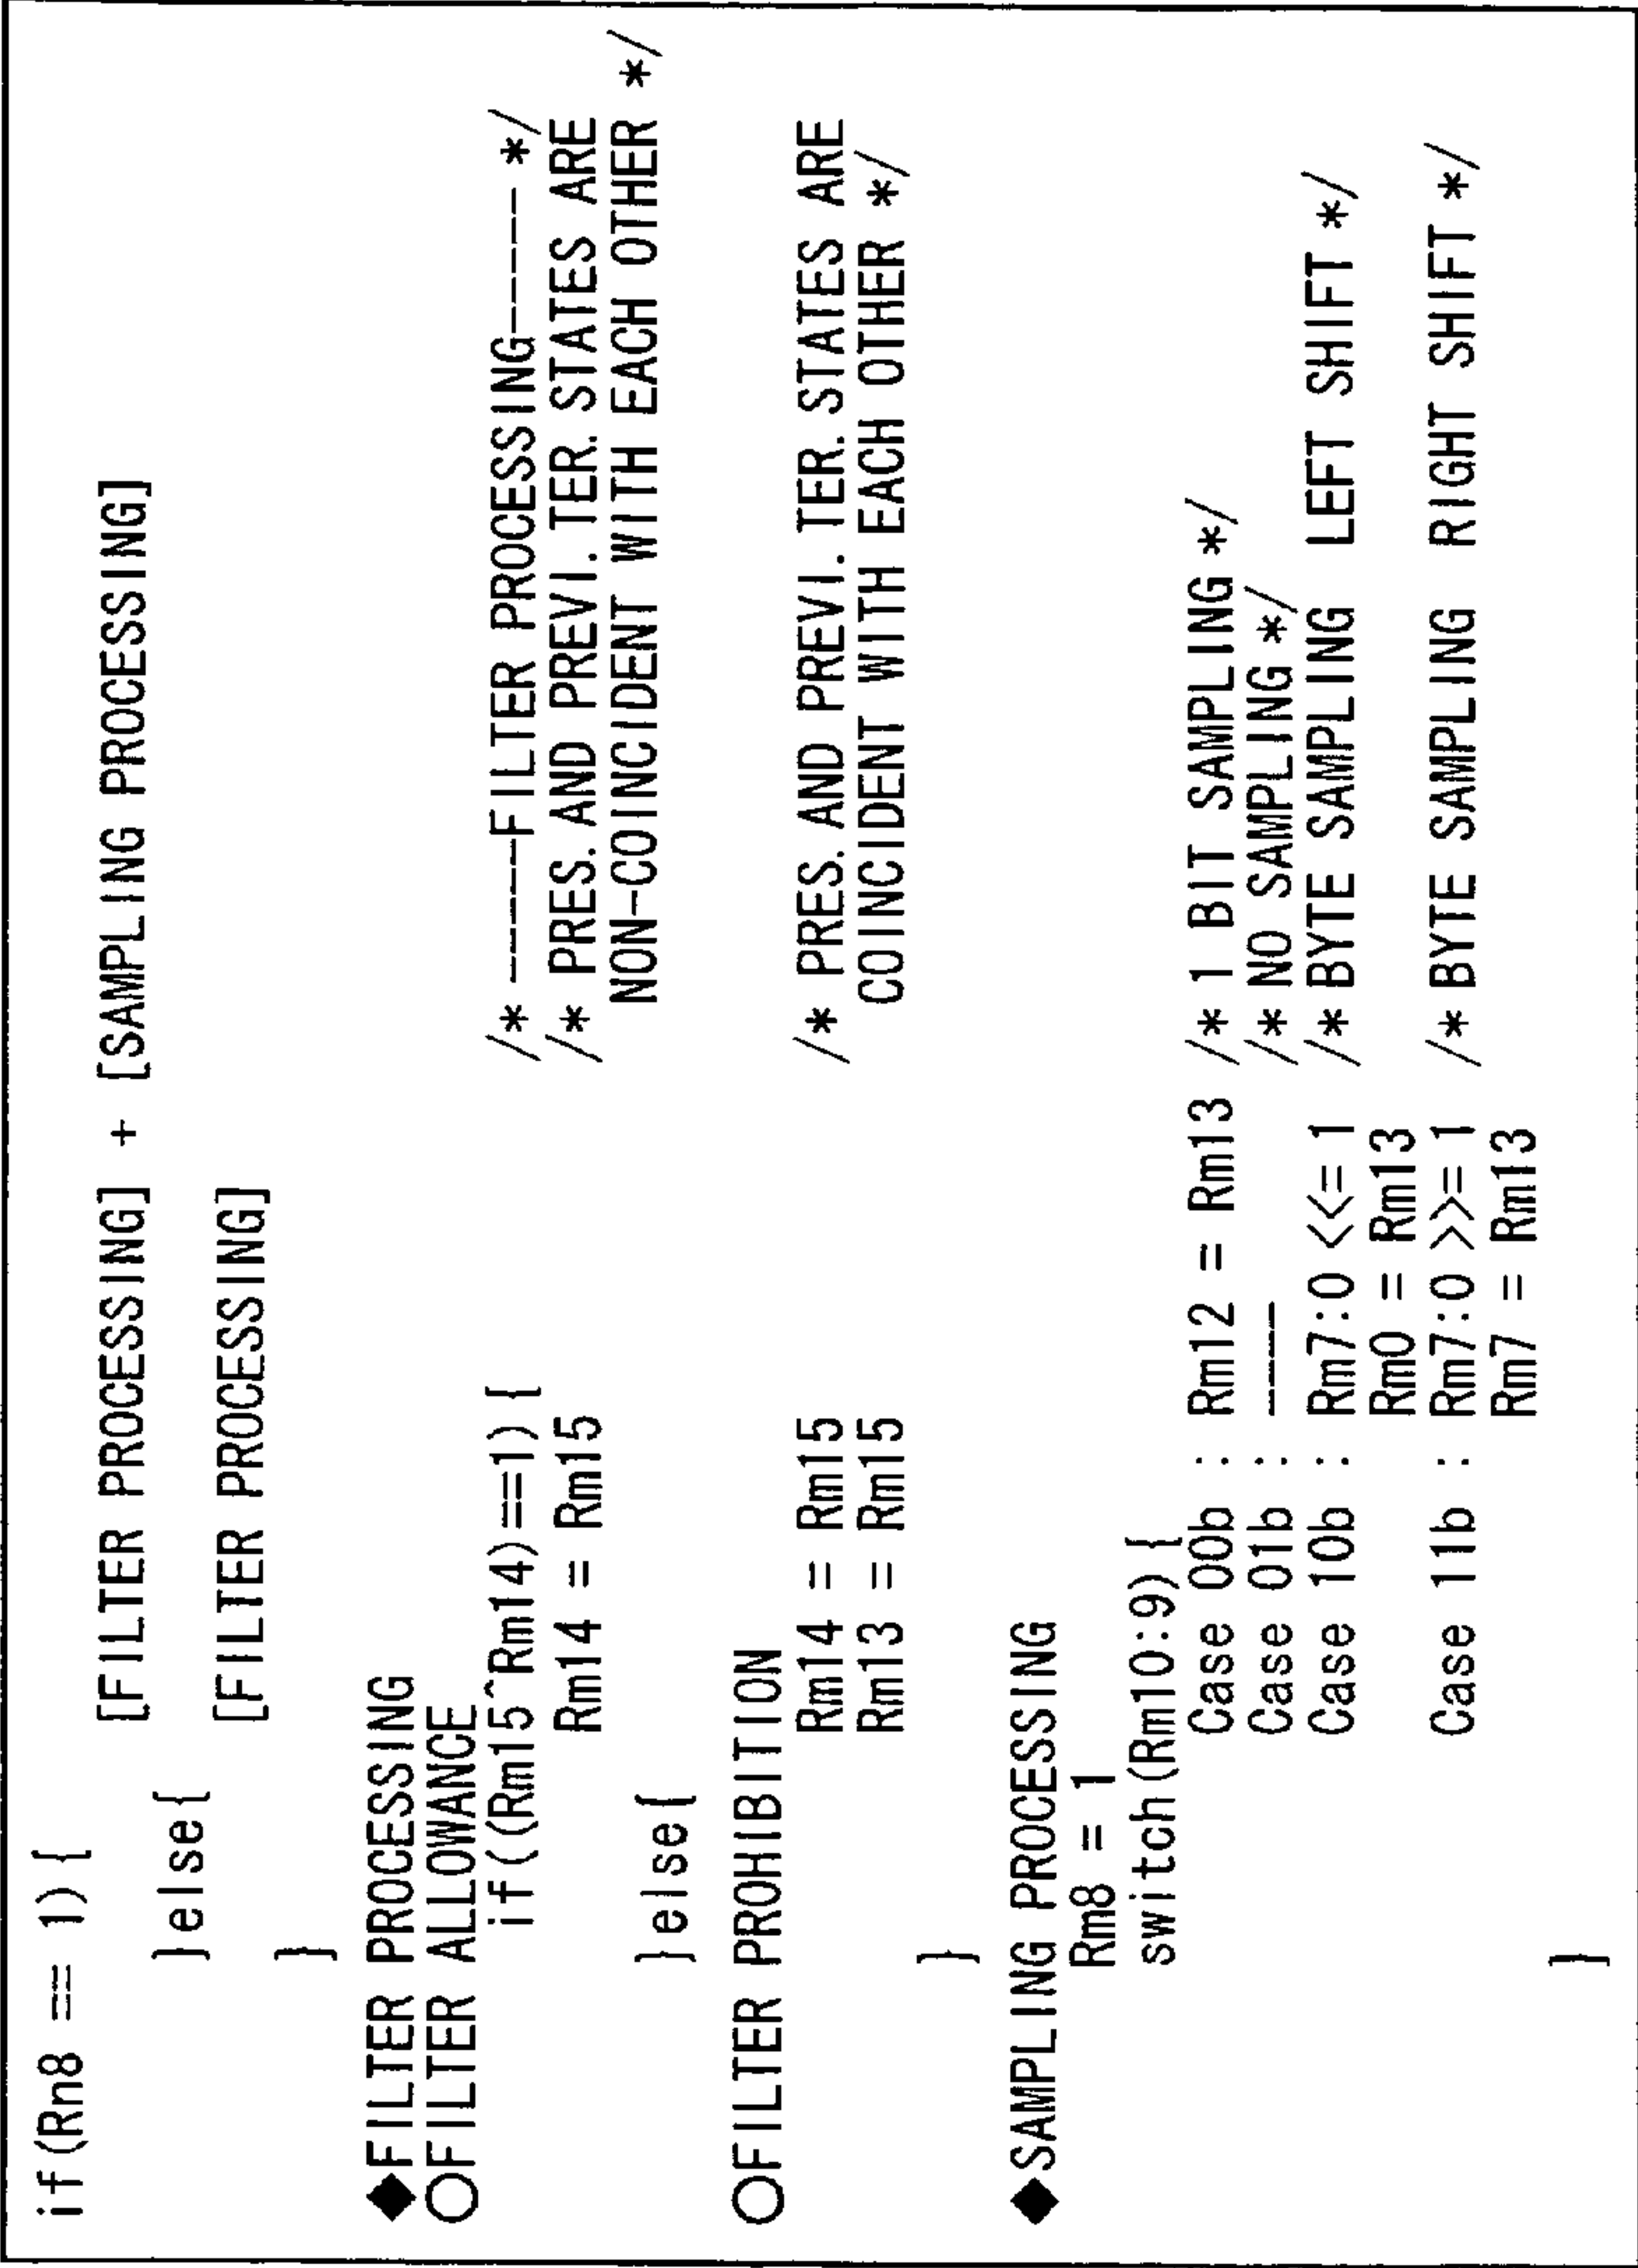 if(Rn8 == 1){
[FILTER PROCESSING] + [SAMPLING PROCESSING]
}else{
[FILTER PROCESSING]
}
◆FILTER PROCESSING
○FILTER ALLOWANCE
if((Rm15^Rm14)==1){ /* -----FILTER PROCESSING----- */
Rm14 = Rm15 /* PRES. AND PREVI. TER. STATES ARE
NON-COINCIDENT WITH EACH OTHER */
}else{
○FILTER PROHIBITION
Rm14 = Rm15 /* PRES. AND PREVI. TER. STATES ARE
Rm13 = Rm15 COINCIDENT WITH EACH OTHER */
}
◆SAMPLING PROCESSING
Rm8 = 1
switch(Rm10:9){
Case 00b : Rm12 = Rm13 /* 1 BIT SAMPLING */
Case 01b : ----- /* NO SAMPLING */
Case 10b : Rm7:0 <<= 1 /* BYTE SAMPLING LEFT SHIFT */
Rm0 = Rm13
Case 11b : Rm7:0 >>= 1 /* BYTE SAMPLING RIGHT SHIFT */
Rm7 = Rm13
}